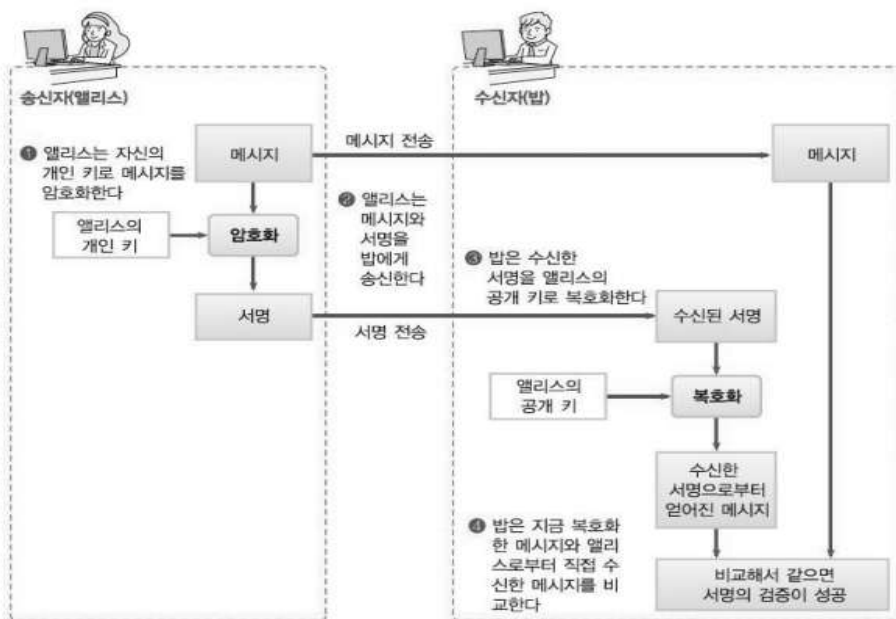 송신자(앨리스)
수신자(밥)
❶ 앨리스는 자신의
개인 키로 메시지를
암호화한다
메시지
메시지 전송
메시지
앨리스의
개인 키
암호화
❷ 앨리스는
메시지와
서명을
밥에게
송신한다
❸ 밥은 수신한
서명을 앨리스의
공개 키로 복호화한다
서명
서명 전송
수신된 서명
앨리스의
공개 키
복호화
수신한
서명으로부터
얻어진 메시지
❹ 밥은 지금 복호화
한 메시지와 앨리
스로부터 직접 수
신한 메시지를 비
교한다
비교해서 같으면
서명의 검증이 성공